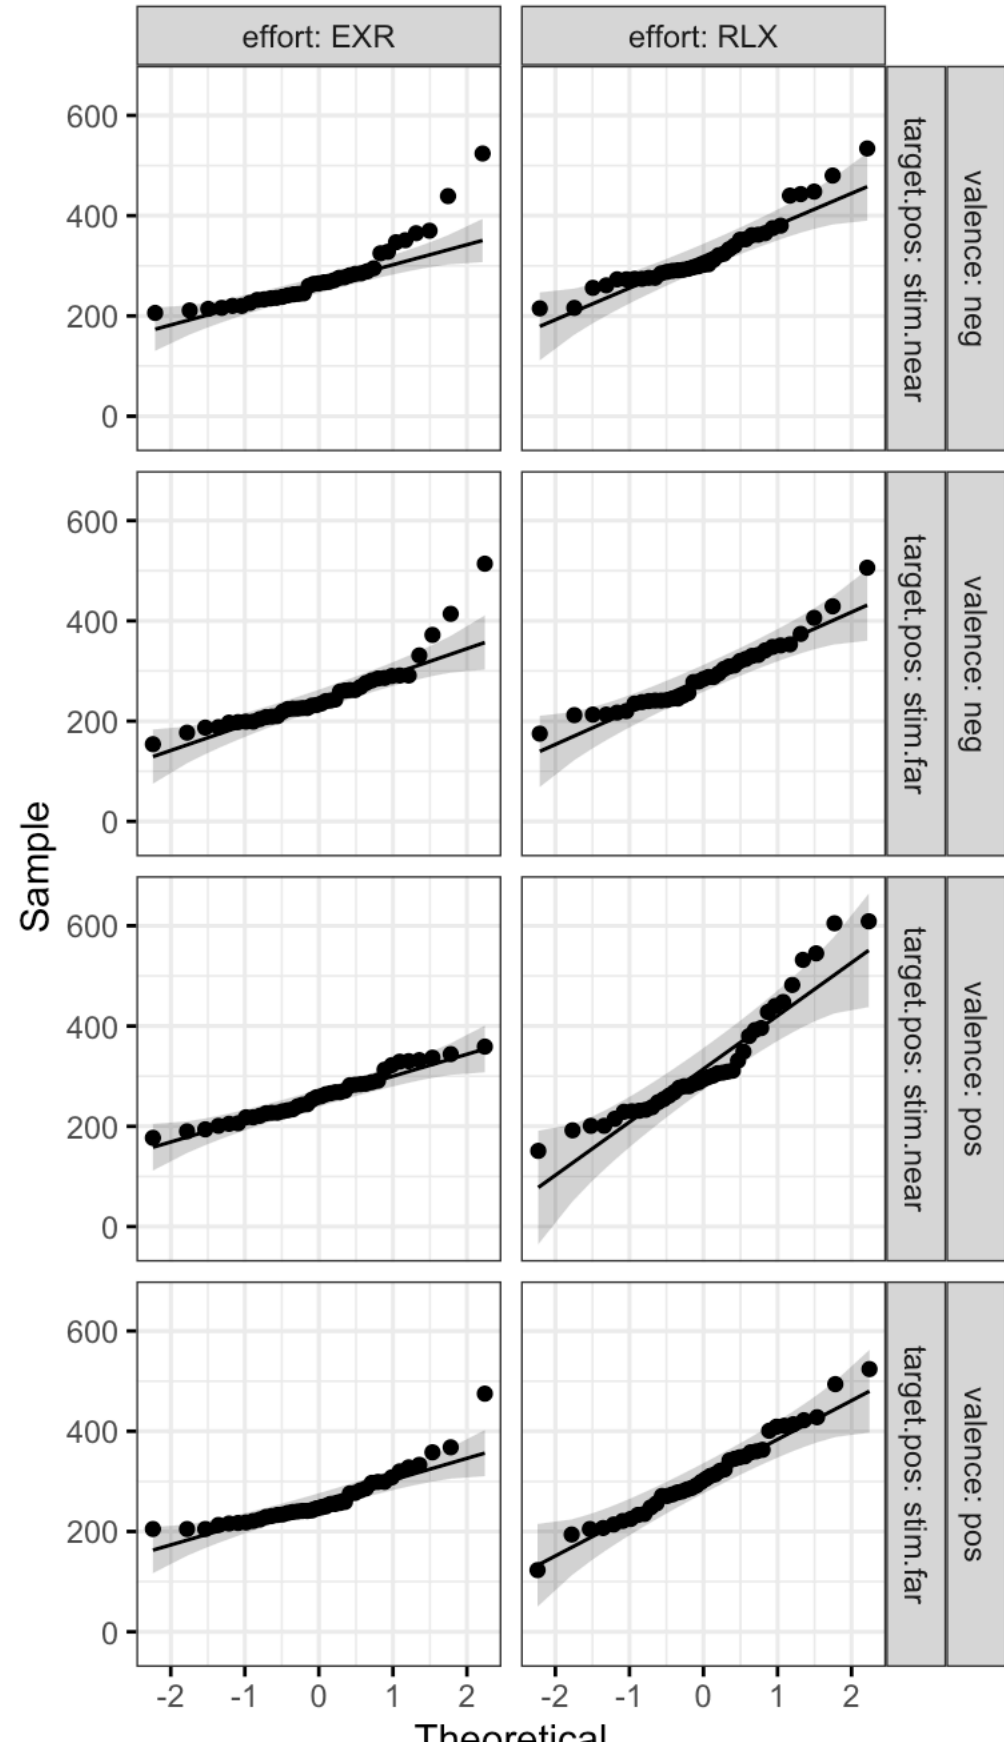 effort: EXR
effort: RLX
600
400
200
0
target.pos: stim.near
valence: neg
600
400
200
0
target.pos: stim.far
valence: neg
Sample
600
400
200
0
target.pos: stim.near
valence: pos
600
400
200
0
target.pos: stim.far
valence: pos
-2 -1 0 1 2
-2 -1 0 1 2
Theoretical